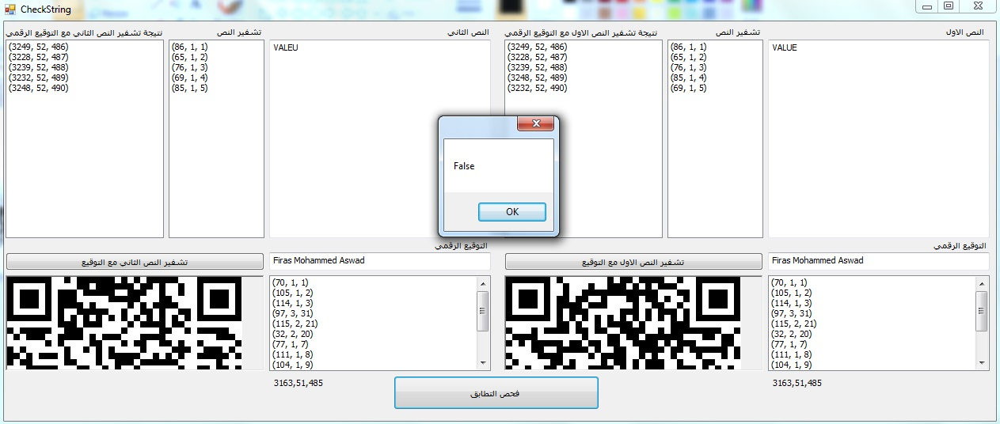 CheckString
النص الاول
تشفير النص
نتيجة تشفير النص الاول مع التوقيع الرقمي
النص الثاني
تشفير النص
نتيجة تشفير النص الثاني مع التوقيع الرقمي
VALUE
(86, 1, 1)
(65, 1, 2)
(76, 1, 3)
(85, 1, 4)
(69, 1, 5)
(3249, 52, 486)
(3228, 52, 487)
(3239, 52, 488)
(3248, 52, 489)
(3232, 52, 490)
VALEU
(86, 1, 1)
(65, 1, 2)
(76, 1, 3)
(69, 1, 4)
(85, 1, 5)
(3249, 52, 486)
(3228, 52, 487)
(3239, 52, 488)
(3232, 52, 489)
(3248, 52, 490)
False
OK
التوقيع الرقمي
Firas Mohammed Aswad
تشفير النص الاول مع التوقيع
(70, 1, 1)
(105, 1, 2)
(114, 1, 3)
(97, 3, 31)
(115, 2, 21)
(32, 2, 20)
(77, 1, 7)
(111, 1, 8)
(104, 1, 9)
3163,51,485
التوقيع الرقمي
Firas Mohammed Aswad
تشفير النص الثاني مع التوقيع
(70, 1, 1)
(105, 1, 2)
(114, 1, 3)
(97, 3, 31)
(115, 2, 21)
(32, 2, 20)
(77, 1, 7)
(111, 1, 8)
(104, 1, 9)
3163,51,485
فحص التطابق